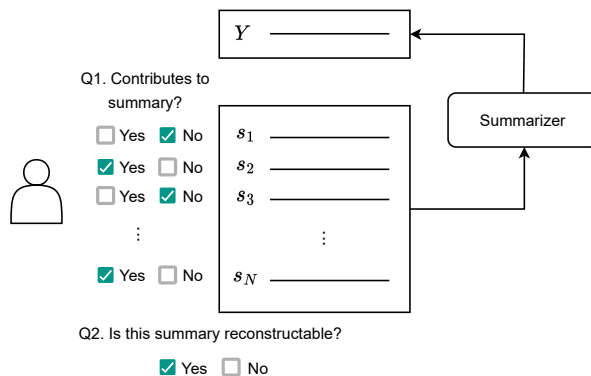 Y
Q1. Contributes to
summary?
Summarizer
Yes No s1
Yes No s2
Yes No s3
⋮ ⋮
Yes No sN
Q2. Is this summary reconstructable?
Yes No